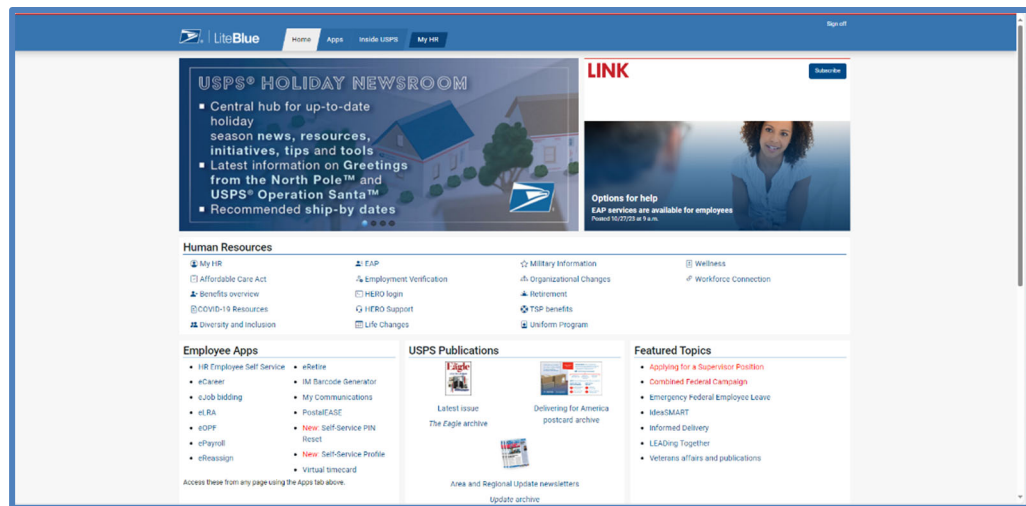 Sign off
LiteBlue
Home Apps Inside USPS My HR
USPS® HOLIDAY NEWSROOM
▪ Central hub for up-to-date
holiday
season news, resources,
initiatives, tips and tools
▪ Latest information on Greetings
from the North Pole™ and
USPS® Operation Santa™
▪ Recommended ship-by dates
LINK
Subscribe
Options for help
EAP services are available for employees
Posted 10/27/23 at 9 a.m.
Human Resources
My HR
Affordable Care Act
Benefits overview
COVID-19 Resources
Diversity and Inclusion
EAP
Employment Verification
HERO login
HERO Support
Life Changes
Military Information
Organizational Changes
Retirement
TSP benefits
Uniform Program
Wellness
Workforce Connection
Employee Apps
• HR Employee Self Service
• eCareer
• eJob bidding
• eLRA
• eOPF
• ePayroll
• eReassign
• eRetire
• IM Barcode Generator
• My Communications
• PostalEASE
• New: Self-Service PIN
Reset
• New: Self-Service Profile
• Virtual timecard
Access these from any page using the Apps tab above.
USPS Publications
Eagle
Latest issue
The Eagle archive
Delivering for America
postcard archive
Area and Regional Update newsletters
Update archive
Featured Topics
• Applying for a Supervisor Position
• Combined Federal Campaign
• Emergency Federal Employee Leave
• IdeaSMART
• Informed Delivery
• LEADing Together
• Veterans affairs and publications